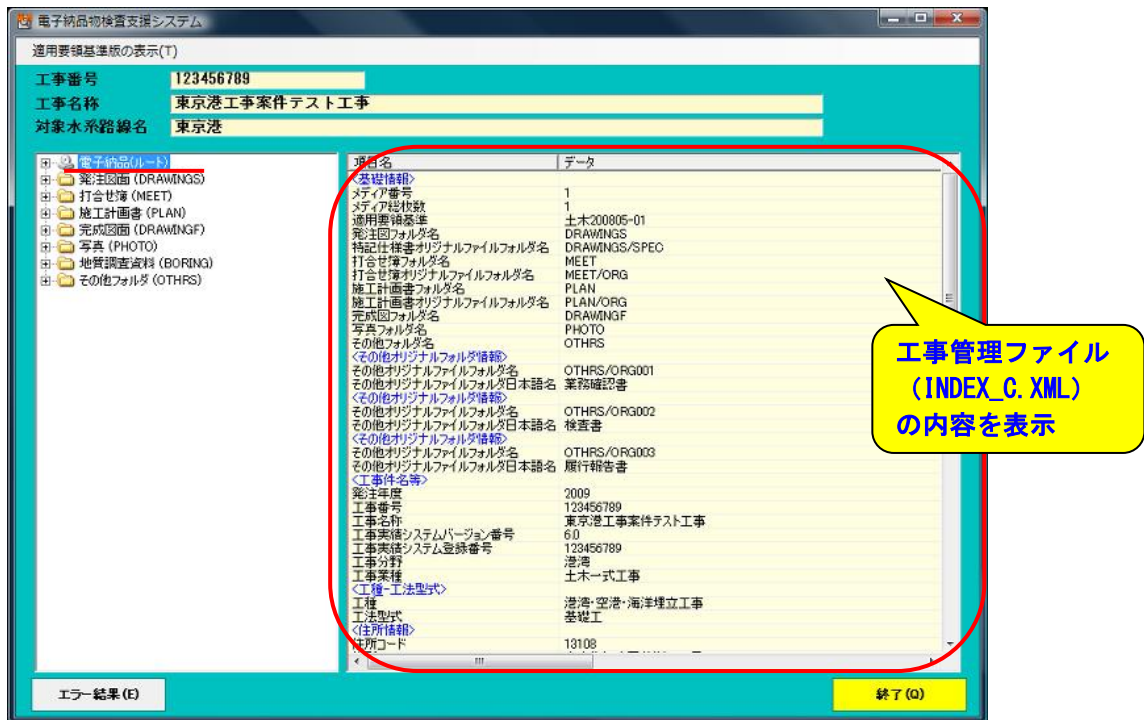 電子納品物検査支援システム
適用要領基準版の表示(T)
工事番号 123456789
工事名称 東京港工事案件テスト工事
対象水系路線名 東京港
電子納品(ルート)
発注図面 (DRAWINGS)
打合せ簿 (MEET)
施工計画書 (PLAN)
完成図面 (DRAWINGF)
写真 (PHOTO)
地質調査資料 (BORING)
その他フォルダ (OTHRS)
項目名 データ
<基礎情報>
メディア番号 1
メディア総枚数 1
適用要領基準 土木200805-01
発注図フォルダ名 DRAWINGS
特記仕様書オリジナルファイルフォルダ名 DRAWINGS/SPEC
打合せ簿フォルダ名 MEET
打合せ簿オリジナルファイルフォルダ名 MEET/ORG
施工計画書フォルダ名 PLAN
施工計画書オリジナルファイルフォルダ名 PLAN/ORG
完成図フォルダ名 DRAWINGF
写真フォルダ名 PHOTO
その他フォルダ名 OTHRS
<その他オリジナルフォルダ情報>
その他オリジナルファイルフォルダ名 OTHRS/ORG001
その他オリジナルファイルフォルダ日本語名 業務確認書
<その他オリジナルフォルダ情報>
その他オリジナルファイルフォルダ名 OTHRS/ORG002
その他オリジナルファイルフォルダ日本語名 検査書
<その他オリジナルフォルダ情報>
その他オリジナルファイルフォルダ名 OTHRS/ORG003
その他オリジナルファイルフォルダ日本語名 履行報告書
<工事件名等>
発注年度 2009
工事番号 123456789
工事名称 東京港工事案件テスト工事
工事実績システムバージョン番号 6.0
工事実績システム登録番号 123456789
工事分野 港湾
工事業種 土木一式工事
<工種-工法型式>
工種 港湾・空港・海洋埋立工事
工法型式 基礎工
<住所情報>
住所コード 13108
工事管理ファイル
（INDEX_C.XML）
の内容を表示
エラー結果(E)
終了(Q)